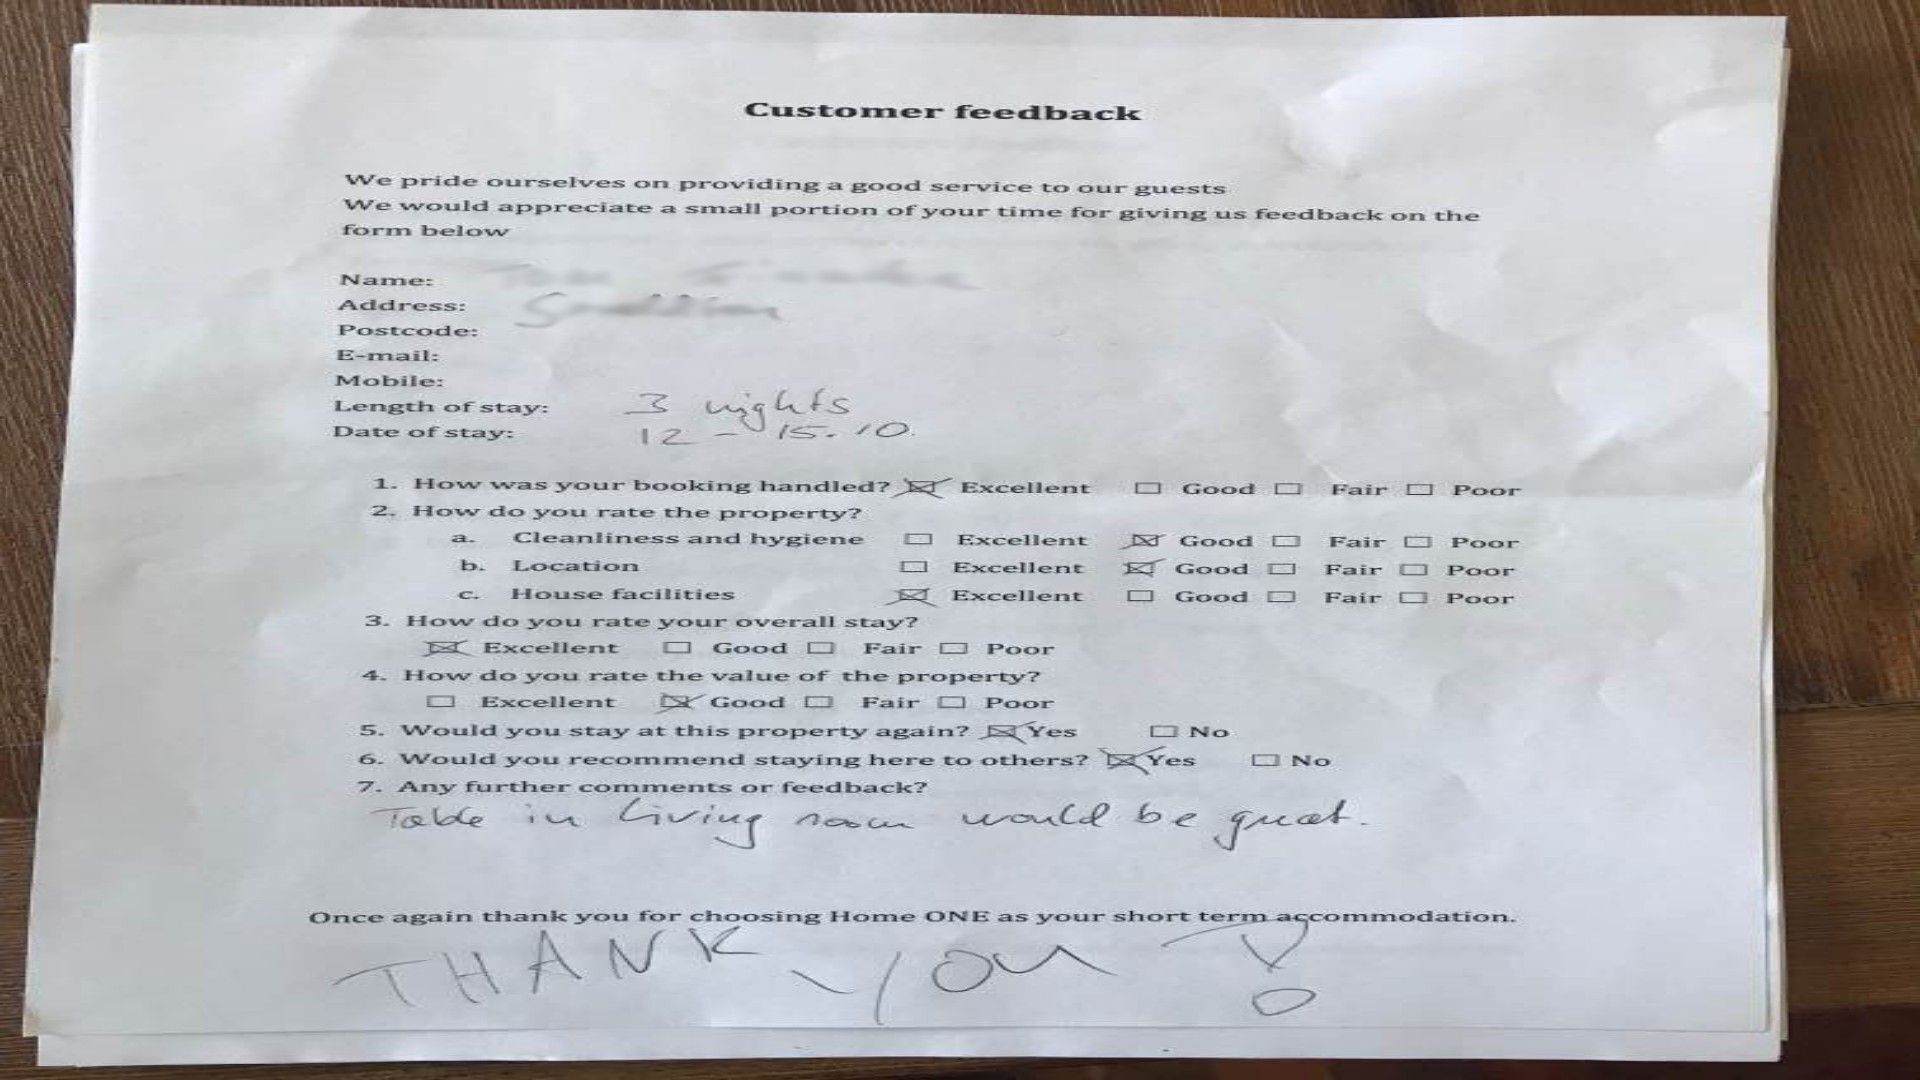 Customer feedback
We pride ourselves on providing a good service to our guests
We would appreciate a small portion of your time for giving us feedback on the
form below
Name:
Address:
Postcode:
E-mail:
Mobile:
Length of stay: 3 nights
Date of stay: 12 - 15.10.
1. How was your booking handled? ☒ Excellent ☐ Good ☐ Fair ☐ Poor
2. How do you rate the property?
a. Cleanliness and hygiene ☐ Excellent ☒ Good ☐ Fair ☐ Poor
b. Location ☐ Excellent ☒ Good ☐ Fair ☐ Poor
c. House facilities ☒ Excellent ☐ Good ☐ Fair ☐ Poor
3. How do you rate your overall stay?
☒ Excellent ☐ Good ☐ Fair ☐ Poor
4. How do you rate the value of the property?
☐ Excellent ☒ Good ☐ Fair ☐ Poor
5. Would you stay at this property again? ☒ Yes ☐ No
6. Would you recommend staying here to others? ☒ Yes ☐ No
7. Any further comments or feedback?
Table in living room would be great.
Once again thank you for choosing Home ONE as your short term accommodation.
THANK YOU!